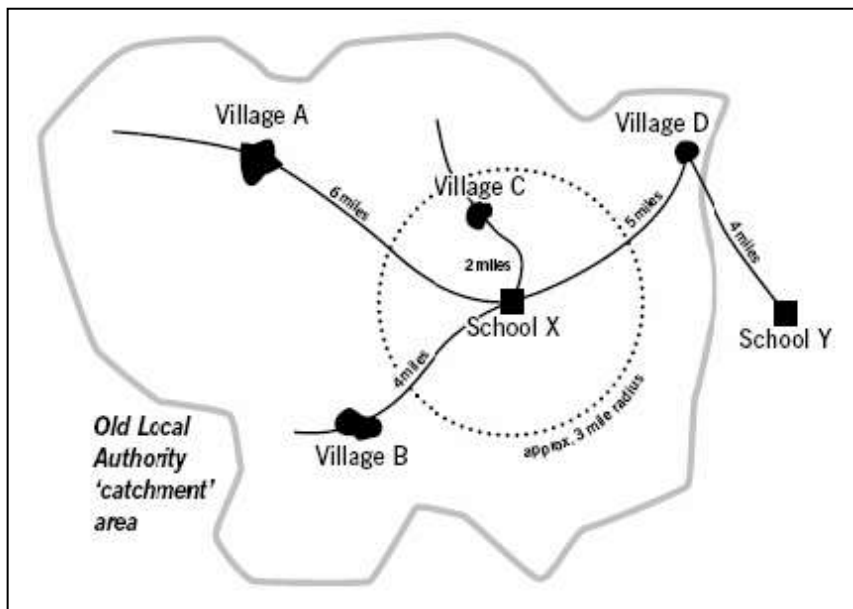 Village A
Village D
Village C
6 miles
5 miles
4 miles
2 miles
School X
School Y
4 miles
approx. 3 mile radius
Village B
Old Local
Authority
‘catchment’
area